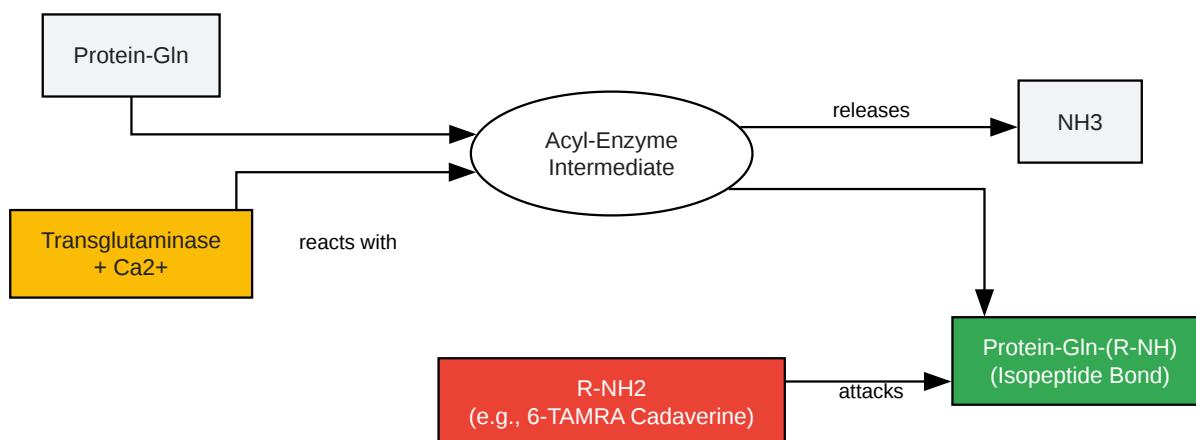 Protein-Gln
releases
NH3
Acyl-Enzyme
Intermediate
Transglutaminase
+ Ca2+
reacts with
Protein-Gln-(R-NH)
(Isopeptide Bond)
R-NH2
(e.g., 6-TAMRA Cadaverine)
attacks